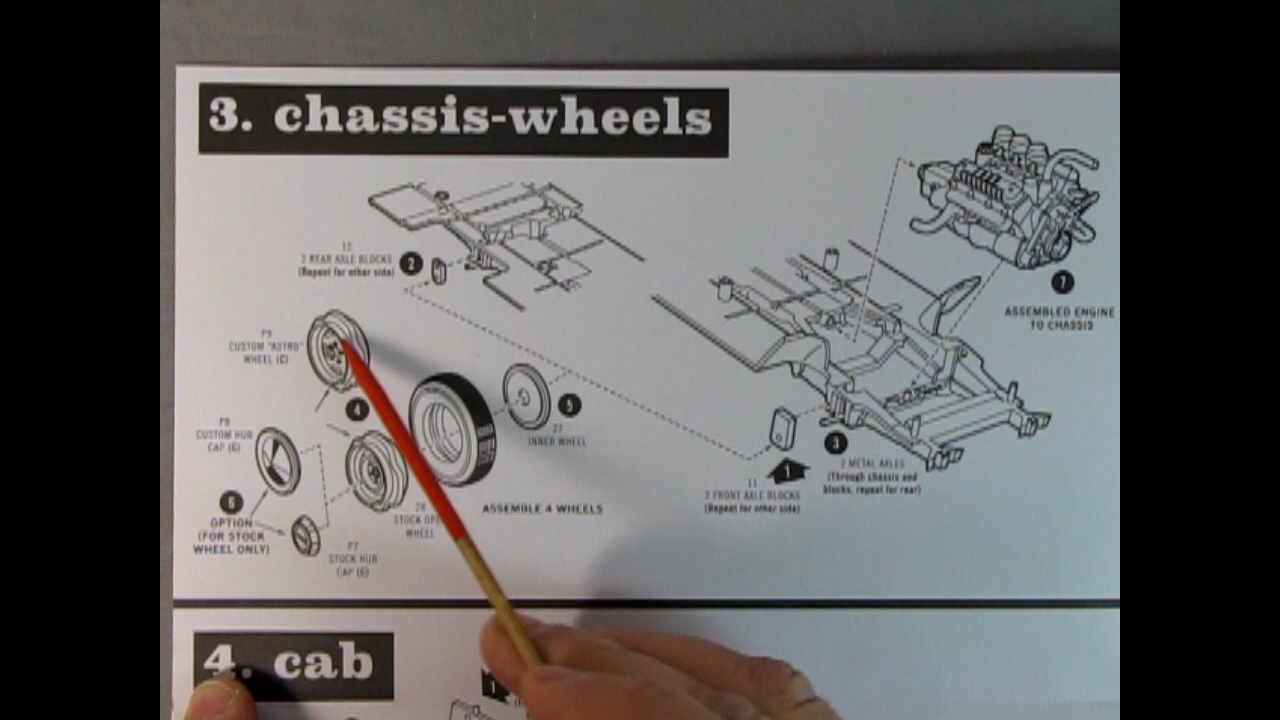 3. chassis-wheels
12
2 REAR AXLE BLOCKS
(Repeat for other side)
2
7
ASSEMBLED ENGINE
TO CHASSIS
P9
CUSTOM "ASTRO"
WHEEL (C)
4
5
27
INNER WHEEL
P8
CUSTOM HUB
CAP (6)
3
2 METAL AXLES
(Through chassis and
blocks, repeat for rear)
1
11
2 FRONT AXLE BLOCKS
(Repeat for other side)
6
OPTION
(FOR STOCK
WHEEL ONLY)
ASSEMBLE 4 WHEELS
STOCK
WHEEL
P7
STOCK HUB
CAP (6)
4. cab
1